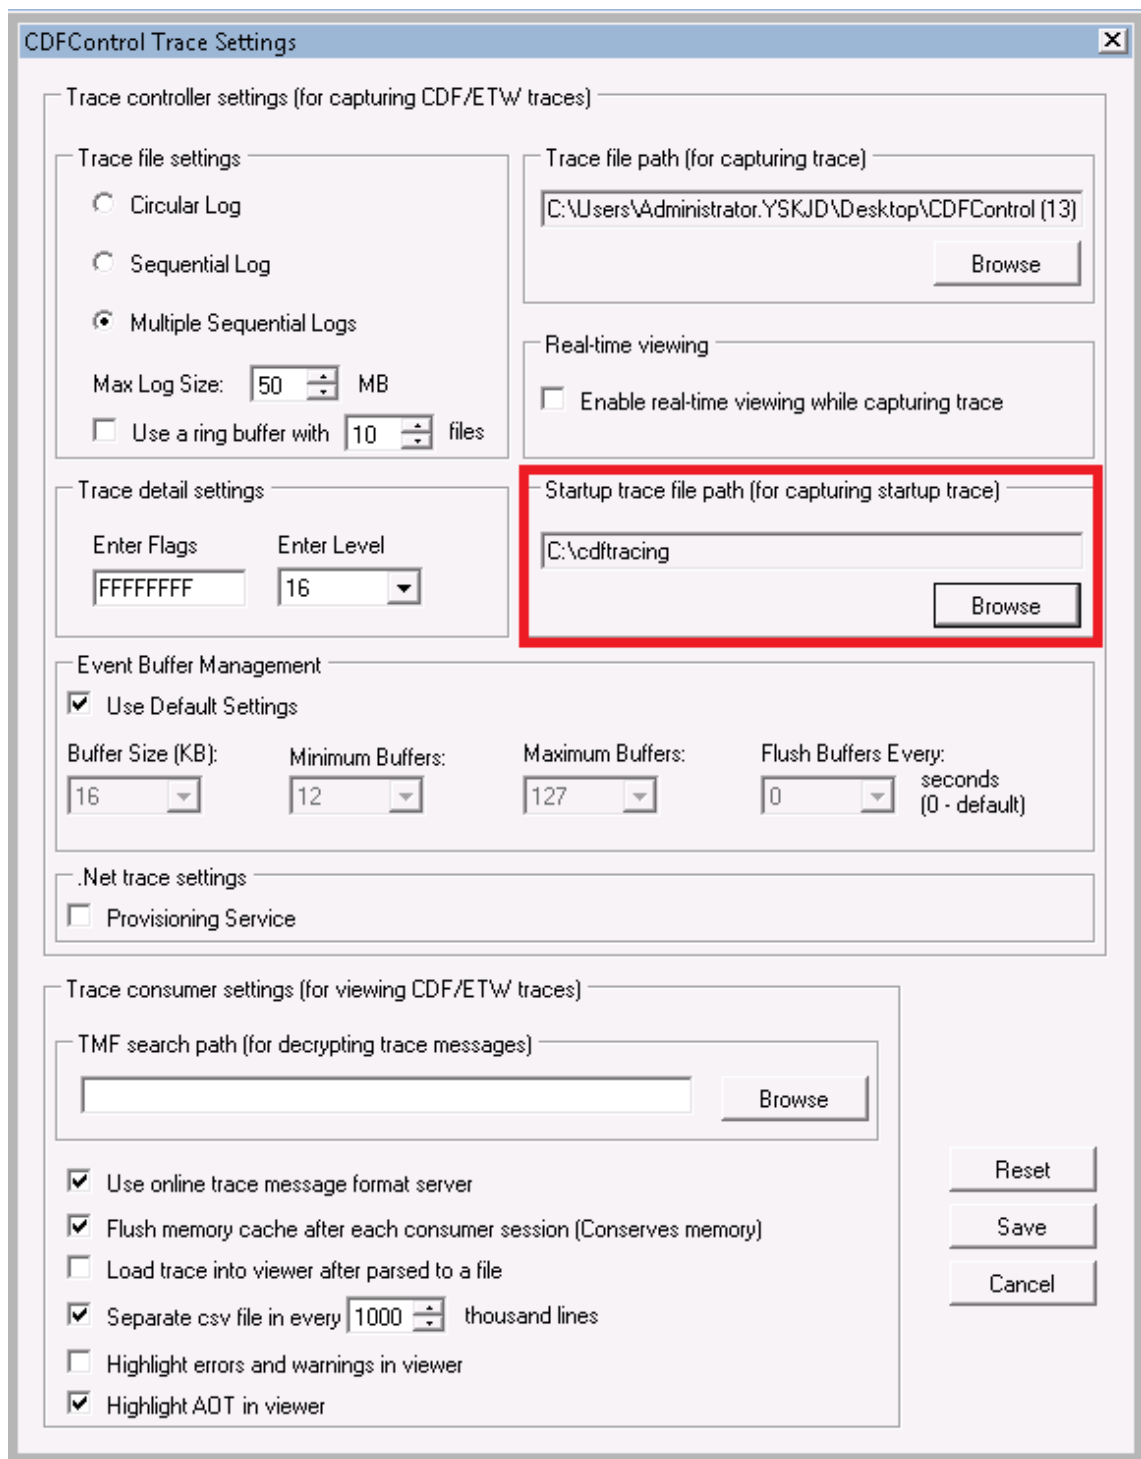 CDFControl Trace Settings
Trace controller settings (for capturing CDF/ETW traces)
Trace file settings
Circular Log
Sequential Log
Multiple Sequential Logs
Max Log Size: 50 MB
Use a ring buffer with 10 files
Trace file path (for capturing trace)
C:\Users\Administrator.YSKJD\Desktop\CDFControl (13)
Browse
Real-time viewing
Enable real-time viewing while capturing trace
Trace detail settings
Enter Flags Enter Level
FFFFFFFF 16
Startup trace file path (for capturing startup trace)
C:\cdftracing
Browse
Event Buffer Management
Use Default Settings
Buffer Size (KB): Minimum Buffers: Maximum Buffers: Flush Buffers Every:
16 12 127 0 seconds
(0 - default)
.Net trace settings
Provisioning Service
Trace consumer settings (for viewing CDF/ETW traces)
TMF search path (for decrypting trace messages)
Browse
Use online trace message format server
Flush memory cache after each consumer session (Conserves memory)
Load trace into viewer after parsed to a file
Separate csv file in every 1000 thousand lines
Highlight errors and warnings in viewer
Highlight AOT in viewer
Reset
Save
Cancel